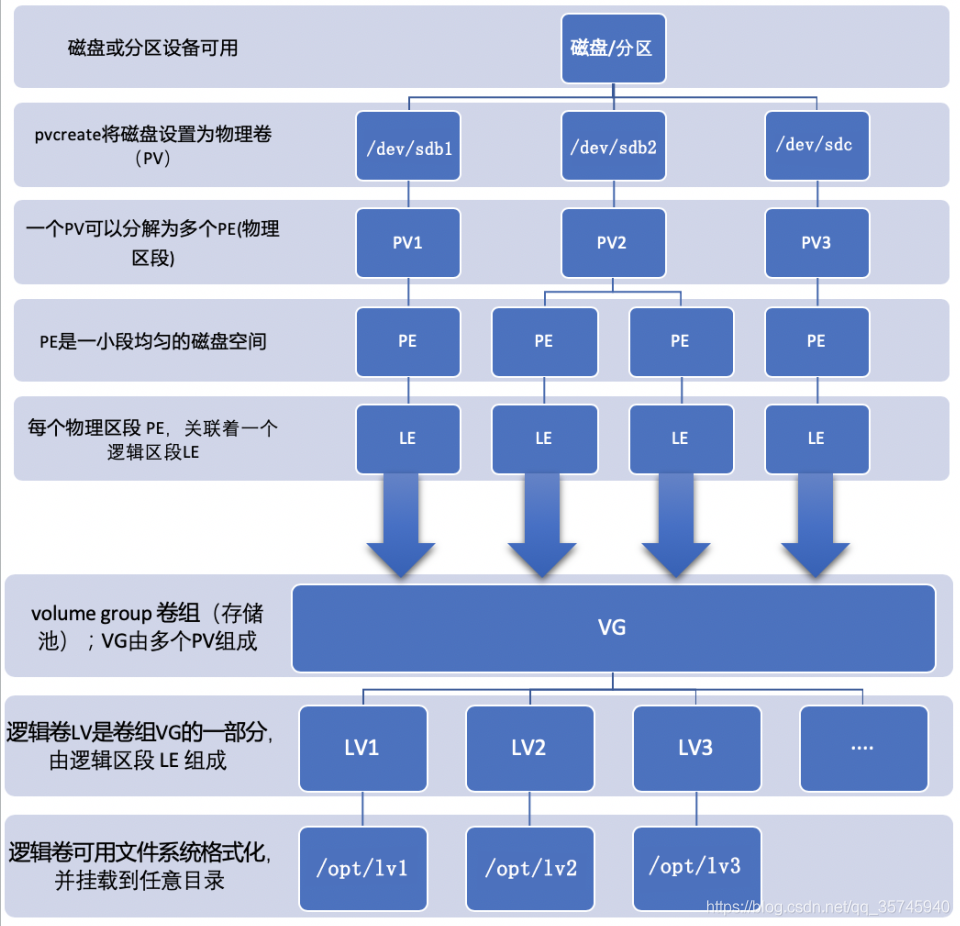 磁盘或分区设备可用
磁盘/分区
pvcreate将磁盘设置为物理卷
（PV）
/dev/sdb1
/dev/sdb2
/dev/sdc
一个PV可以分解为多个PE(物理
区段)
PV1
PV2
PV3
PE是一小段均匀的磁盘空间
PE
PE
PE
PE
每个物理区段 PE，关联着一个
逻辑区段LE
LE
LE
LE
LE
volume group 卷组（存储
池）；VG由多个PV组成
VG
逻辑卷LV是卷组VG的一部分，
由逻辑区段 LE 组成
LV1
LV2
LV3
....
逻辑卷可用文件系统格式化，
并挂载到任意目录
/opt/lv1
/opt/lv2
/opt/lv3
https://blog.csdn.net/qq_35745940